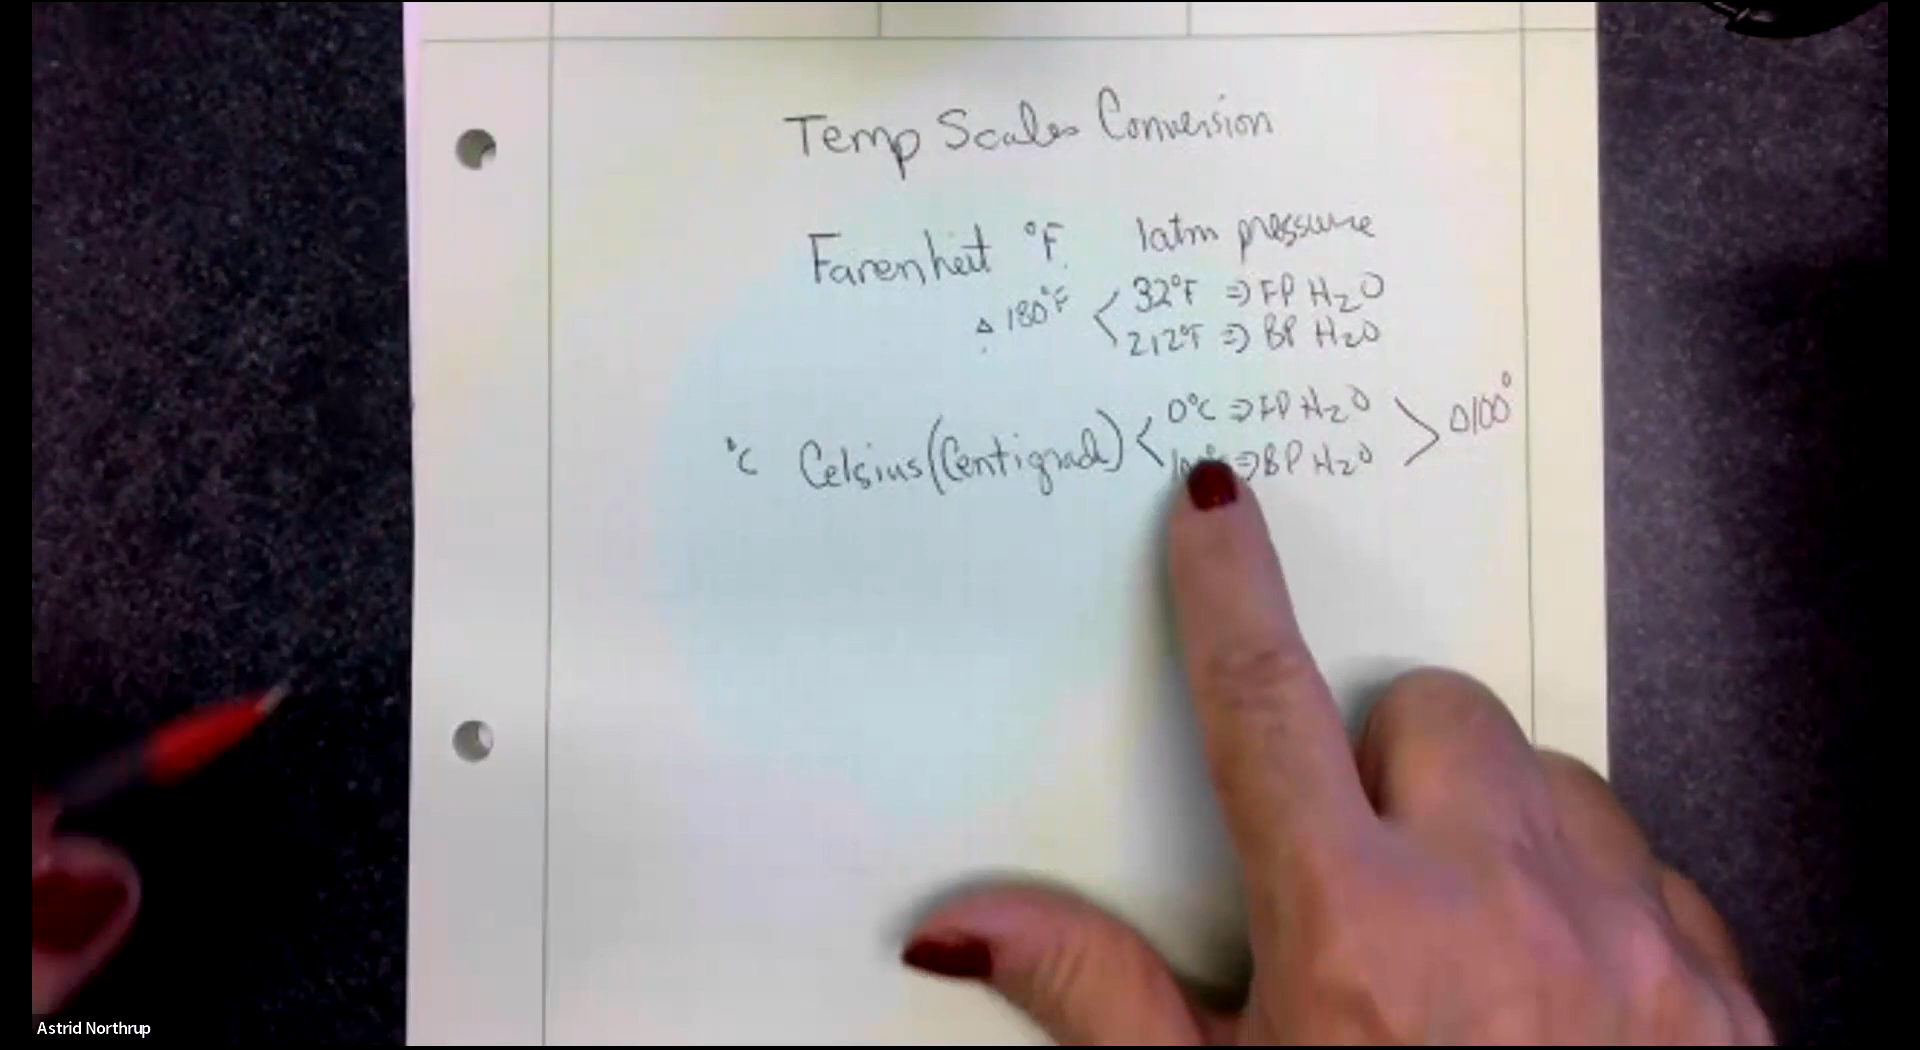 Temp Scales Conversion
Farenheit °F 1atm pressure
Δ 180°F < 32°F ⇒ FP H2O
212°F ⇒ BP H2O
°C Celsius (Centigrade) < 0°C ⇒ FP H2O > Δ100°
⇒ BP H2O
Astrid Northrup